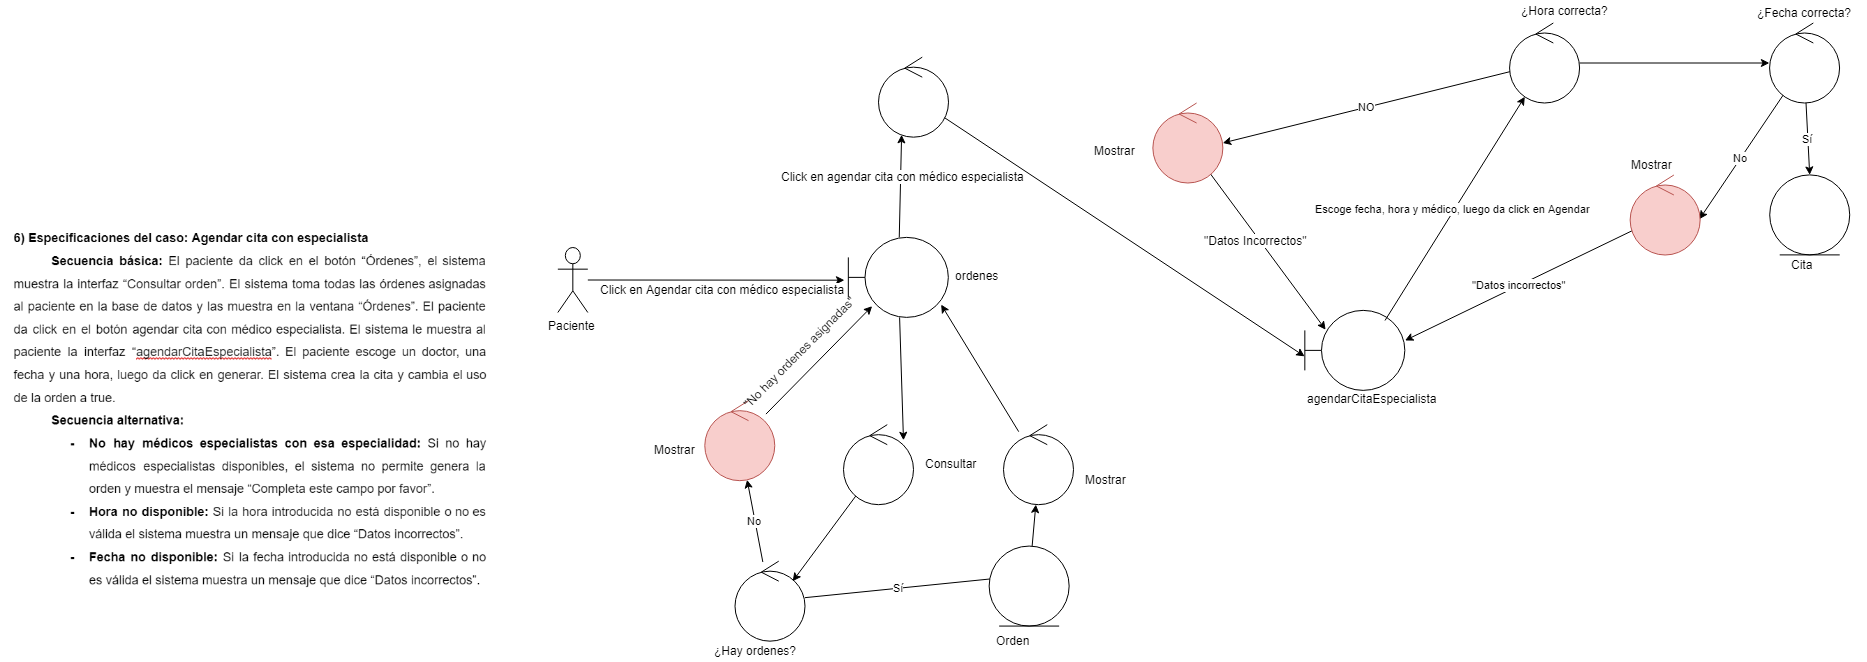 6) Especificaciones del caso: Agendar cita con especialista
Secuencia básica: El paciente da click en el botón “Órdenes”, el sistema
muestra la interfaz “Consultar orden”. El sistema toma todas las órdenes asignadas
al paciente en la base de datos y las muestra en la ventana “Órdenes”. El paciente
da click en el botón agendar cita con médico especialista. El sistema le muestra al
paciente la interfaz “agendarCitaEspecialista”. El paciente escoge un doctor, una
fecha y una hora, luego da click en generar. El sistema crea la cita y cambia el uso
de la orden a true.
Secuencia alternativa:
- No hay médicos especialistas con esa especialidad: Si no hay
médicos especialistas disponibles, el sistema no permite genera la
orden y muestra el mensaje “Completa este campo por favor”.
- Hora no disponible: Si la hora introducida no está disponible o no es
válida el sistema muestra un mensaje que dice “Datos incorrectos”.
- Fecha no disponible: Si la fecha introducida no está disponible o no
es válida el sistema muestra un mensaje que dice “Datos incorrectos”.
Paciente
Click en Agendar cita con médico especialista
ordenes
Click en agendar cita con médico especialista
"No hay ordenes asignadas"
Mostrar
No
¿Hay ordenes?
Consultar
Sí
Orden
Mostrar
agendarCitaEspecialista
Escoge fecha, hora y médico, luego da click en Agendar
¿Hora correcta?
NO
Mostrar
"Datos Incorrectos"
¿Fecha correcta?
No
Mostrar
"Datos incorrectos"
Sí
Cita